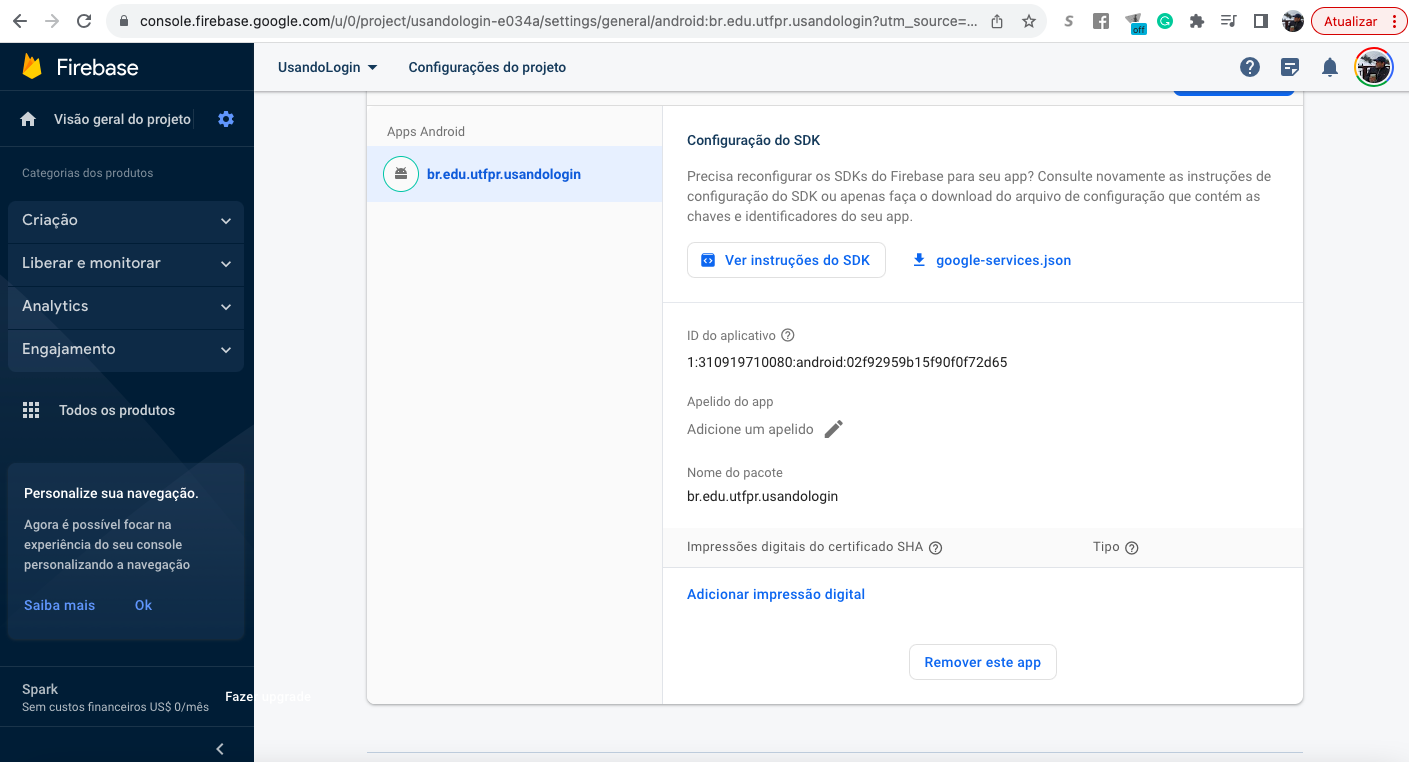 console.firebase.google.com/u/0/project/usandologin-e034a/settings/general/android:br.edu.utfpr.usandologin?utm_source=...
S
off
Atualizar
Firebase
UsandoLogin
Configurações do projeto
Visão geral do projeto
Categorias dos produtos
Criação
Liberar e monitorar
Analytics
Engajamento
Todos os produtos
Personalize sua navegação.
Agora é possível focar na
experiência do seu console
personalizando a navegação
Saiba mais
Ok
Spark
Sem custos financeiros US$ 0/mês
Fazer upgrade
Apps Android
br.edu.utfpr.usandologin
Configuração do SDK
Precisa reconfigurar os SDKs do Firebase para seu app? Consulte novamente as instruções de
configuração do SDK ou apenas faça o download do arquivo de configuração que contém as
chaves e identificadores do seu app.
Ver instruções do SDK
google-services.json
ID do aplicativo
1:310919710080:android:02f92959b15f90f0f72d65
Apelido do app
Adicione um apelido
Nome do pacote
br.edu.utfpr.usandologin
Impressões digitais do certificado SHA
Tipo
Adicionar impressão digital
Remover este app